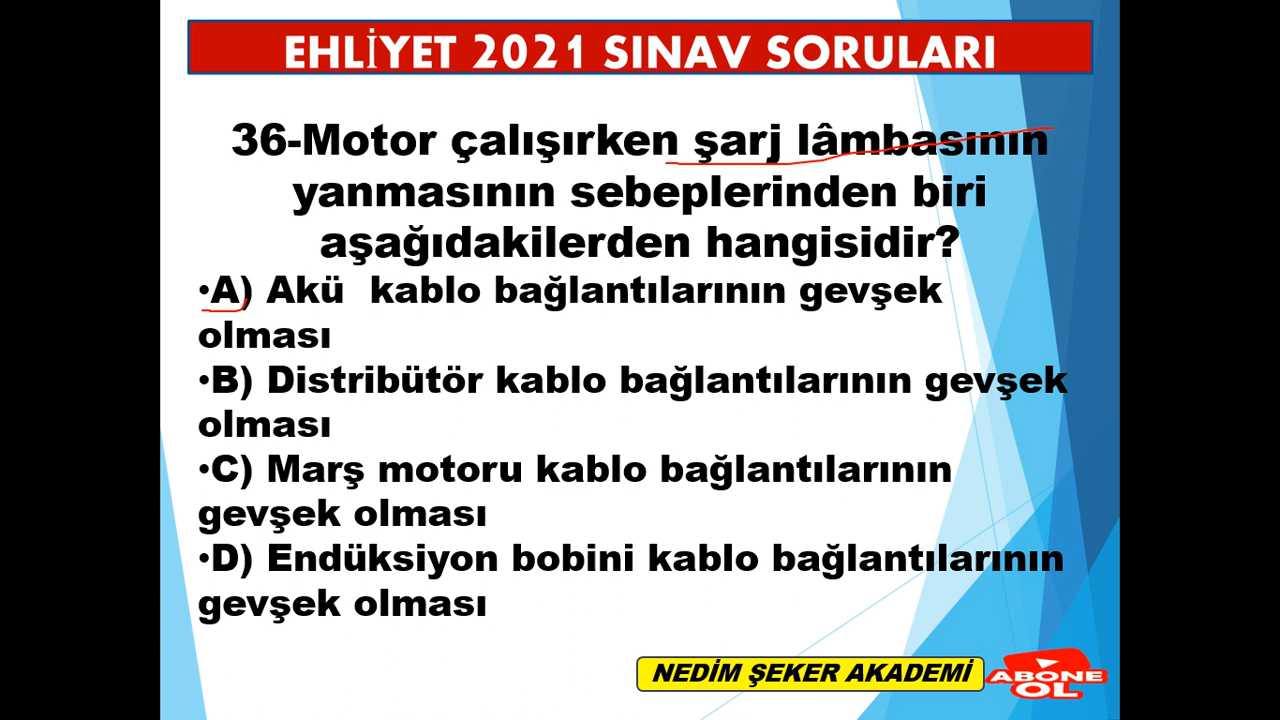 EHLİYET 2021 SINAV SORULARI
36-Motor çalışırken şarj lâmbasının
yanmasının sebeplerinden biri
aşağıdakilerden hangisidir?
•A) Akü kablo bağlantılarının gevşek
olması
•B) Distribütör kablo bağlantılarının gevşek
olması
•C) Marş motoru kablo bağlantılarının
gevşek olması
•D) Endüksiyon bobini kablo bağlantılarının
gevşek olması
NEDİM ŞEKER AKADEMİ
ABONE
OL